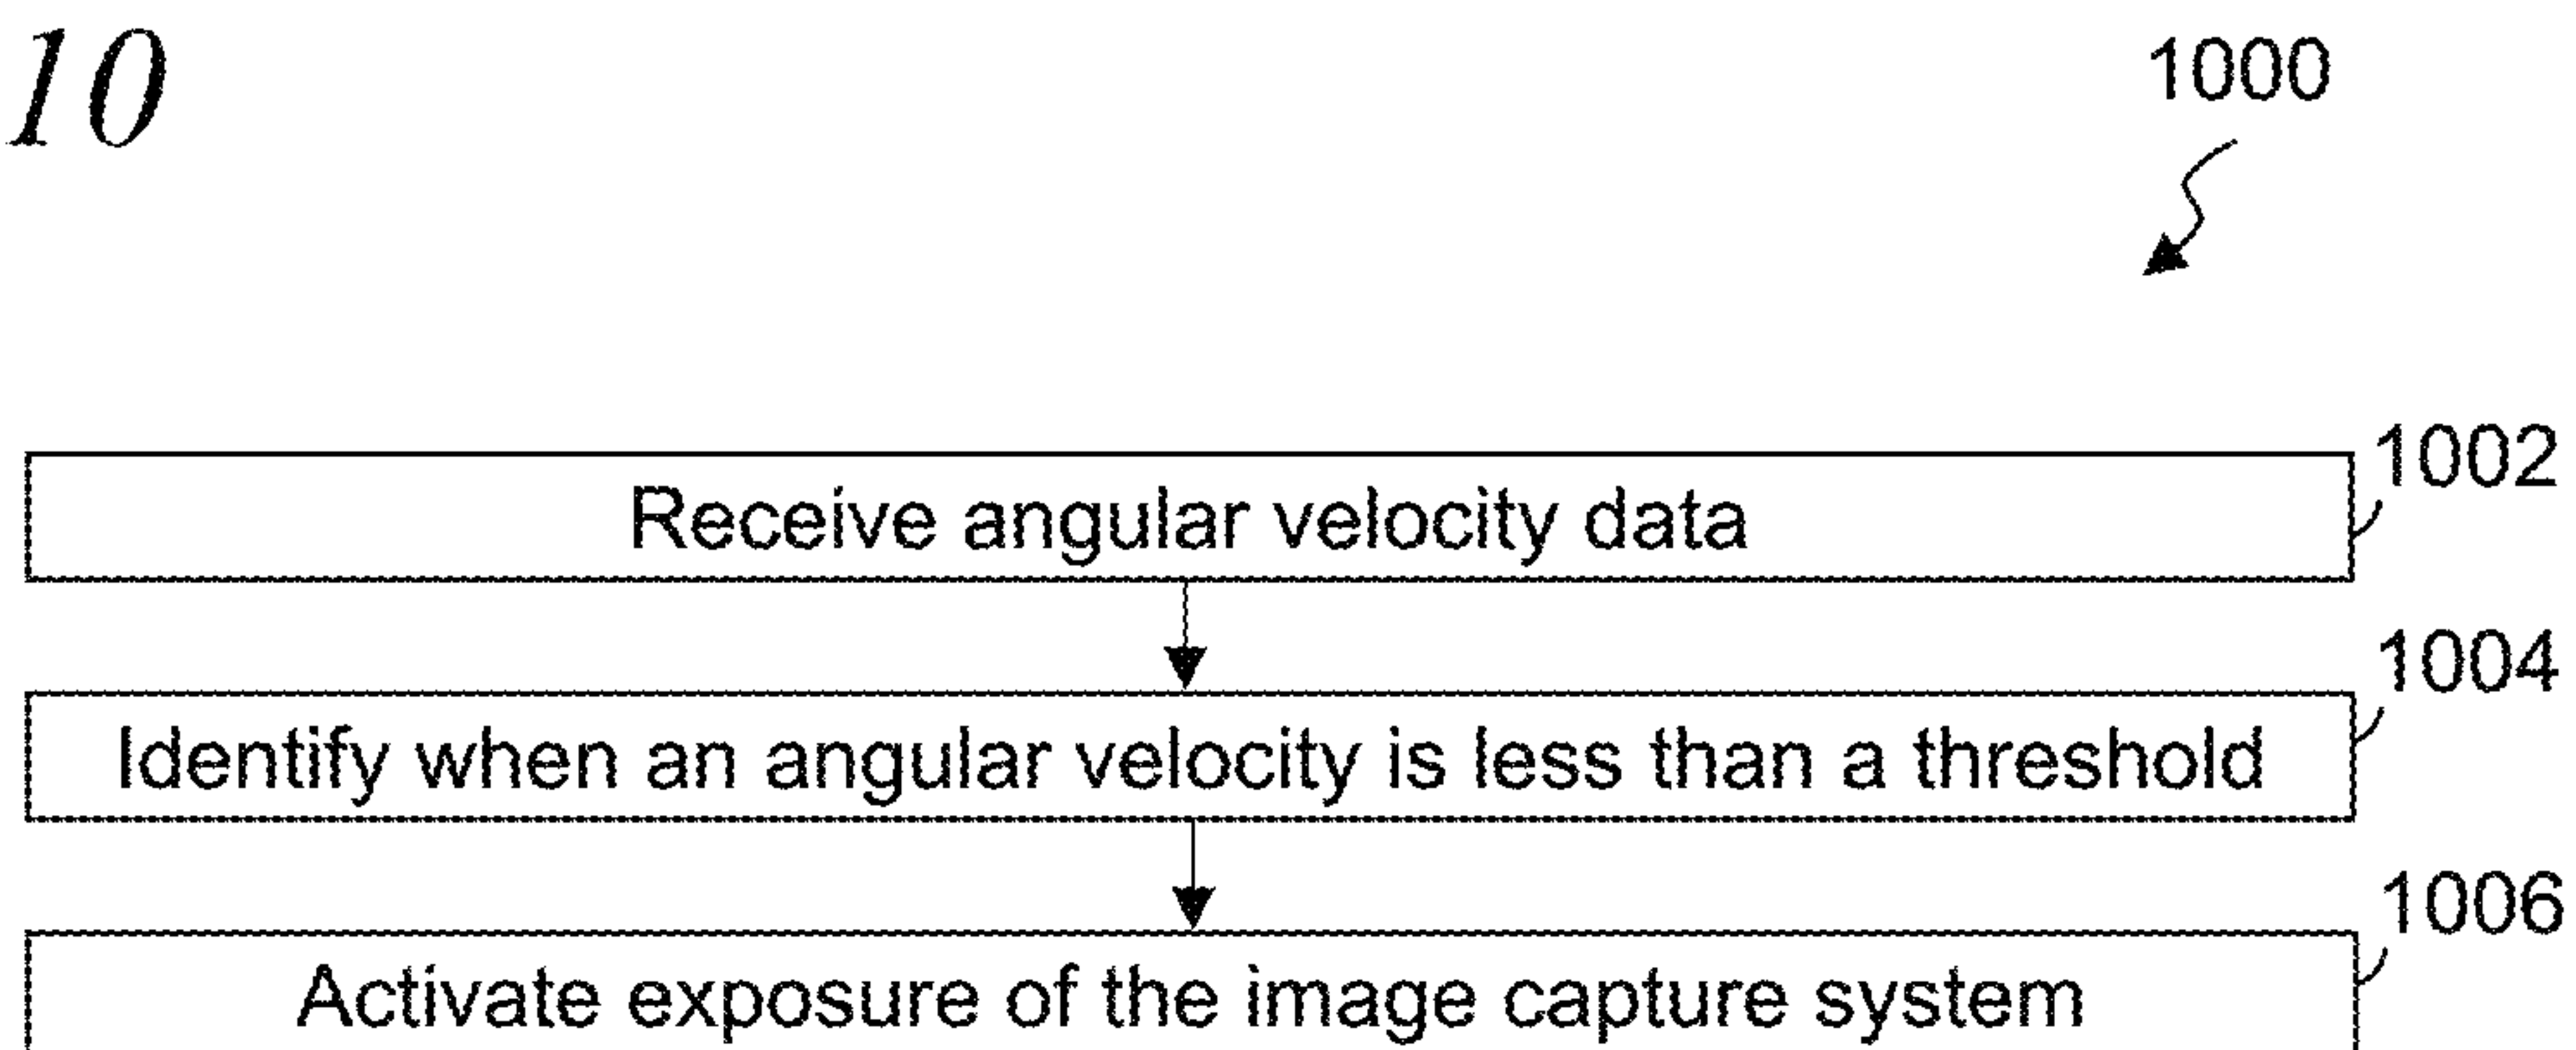 10
1000
1002
Receive angular velocity data
1004
Identify when an angular velocity is less than a threshold
1006
Activate exposure of the image capture system